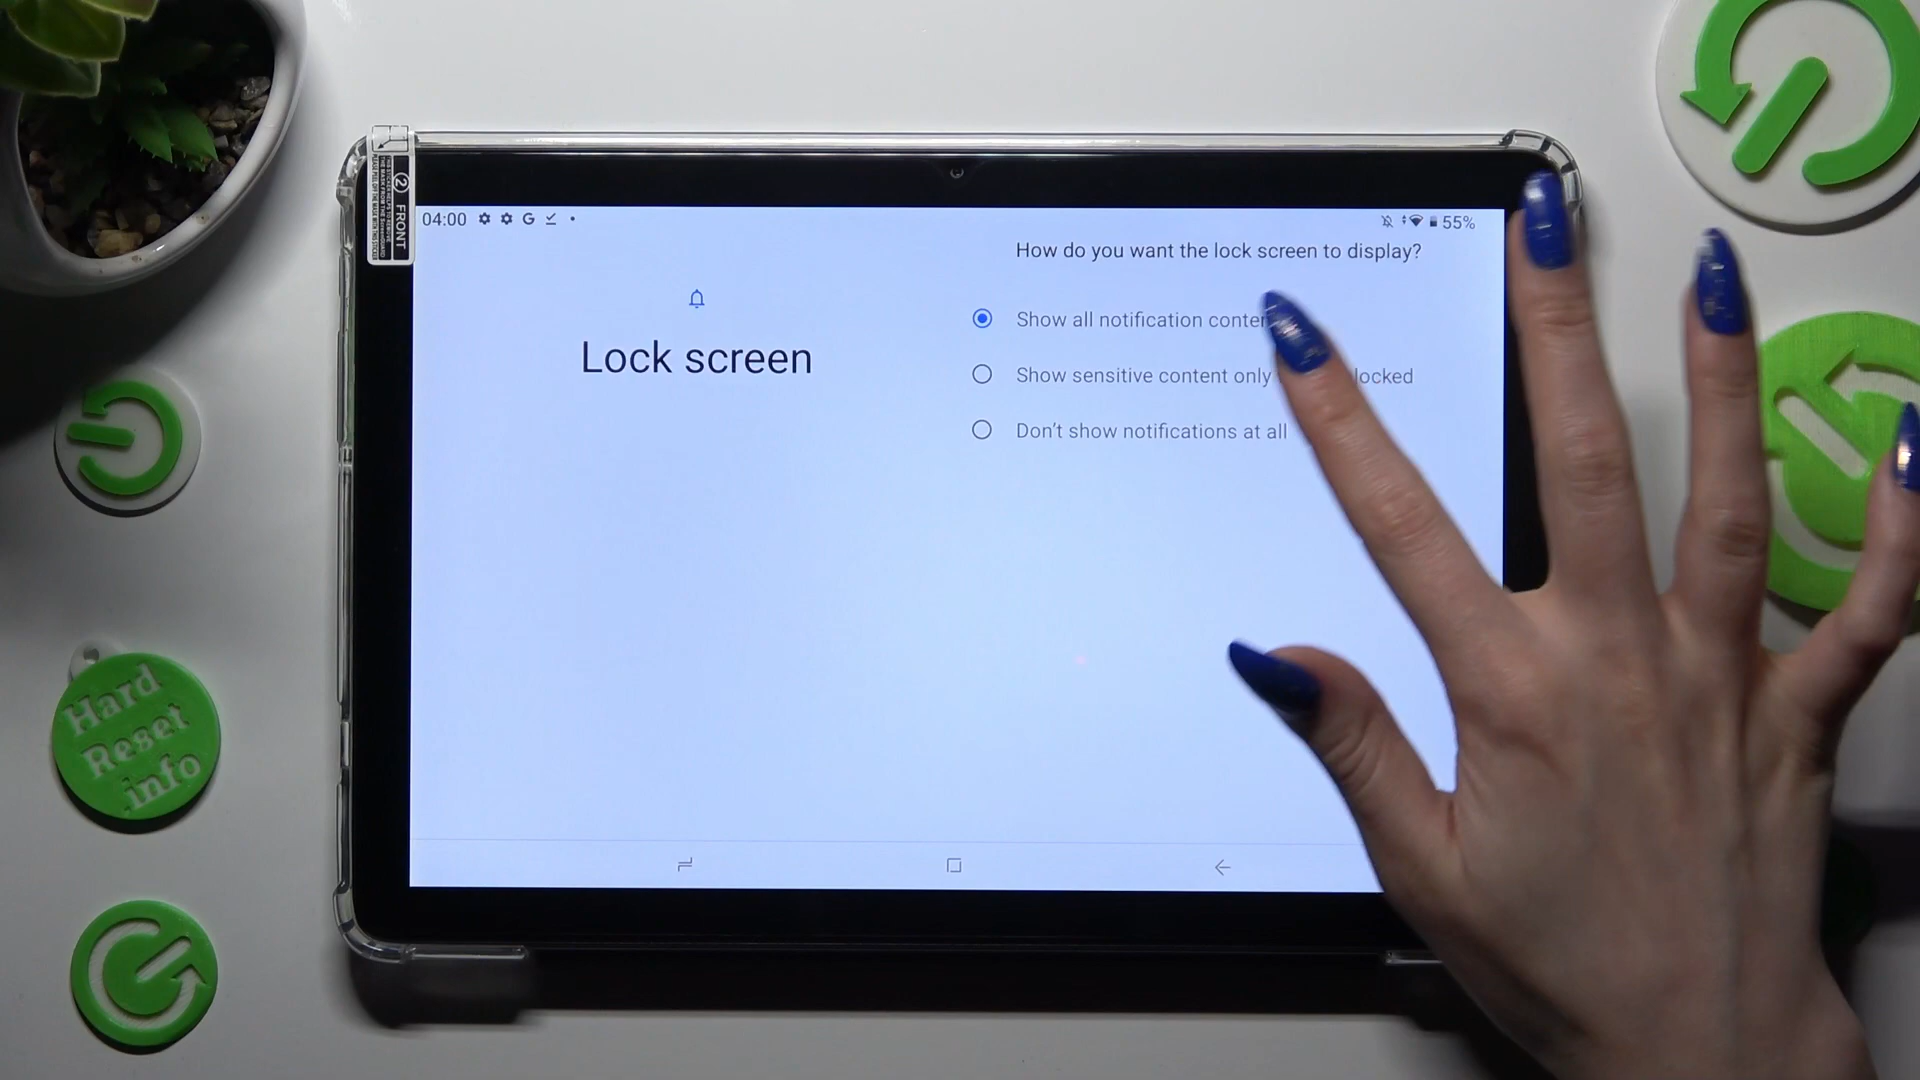 04:00
55%
How do you want the lock screen to display?
Lock screen
Show all notification
Show sensitive content only locked
Don't show notifications at all
2 FRONT
Hard
Reset
.info